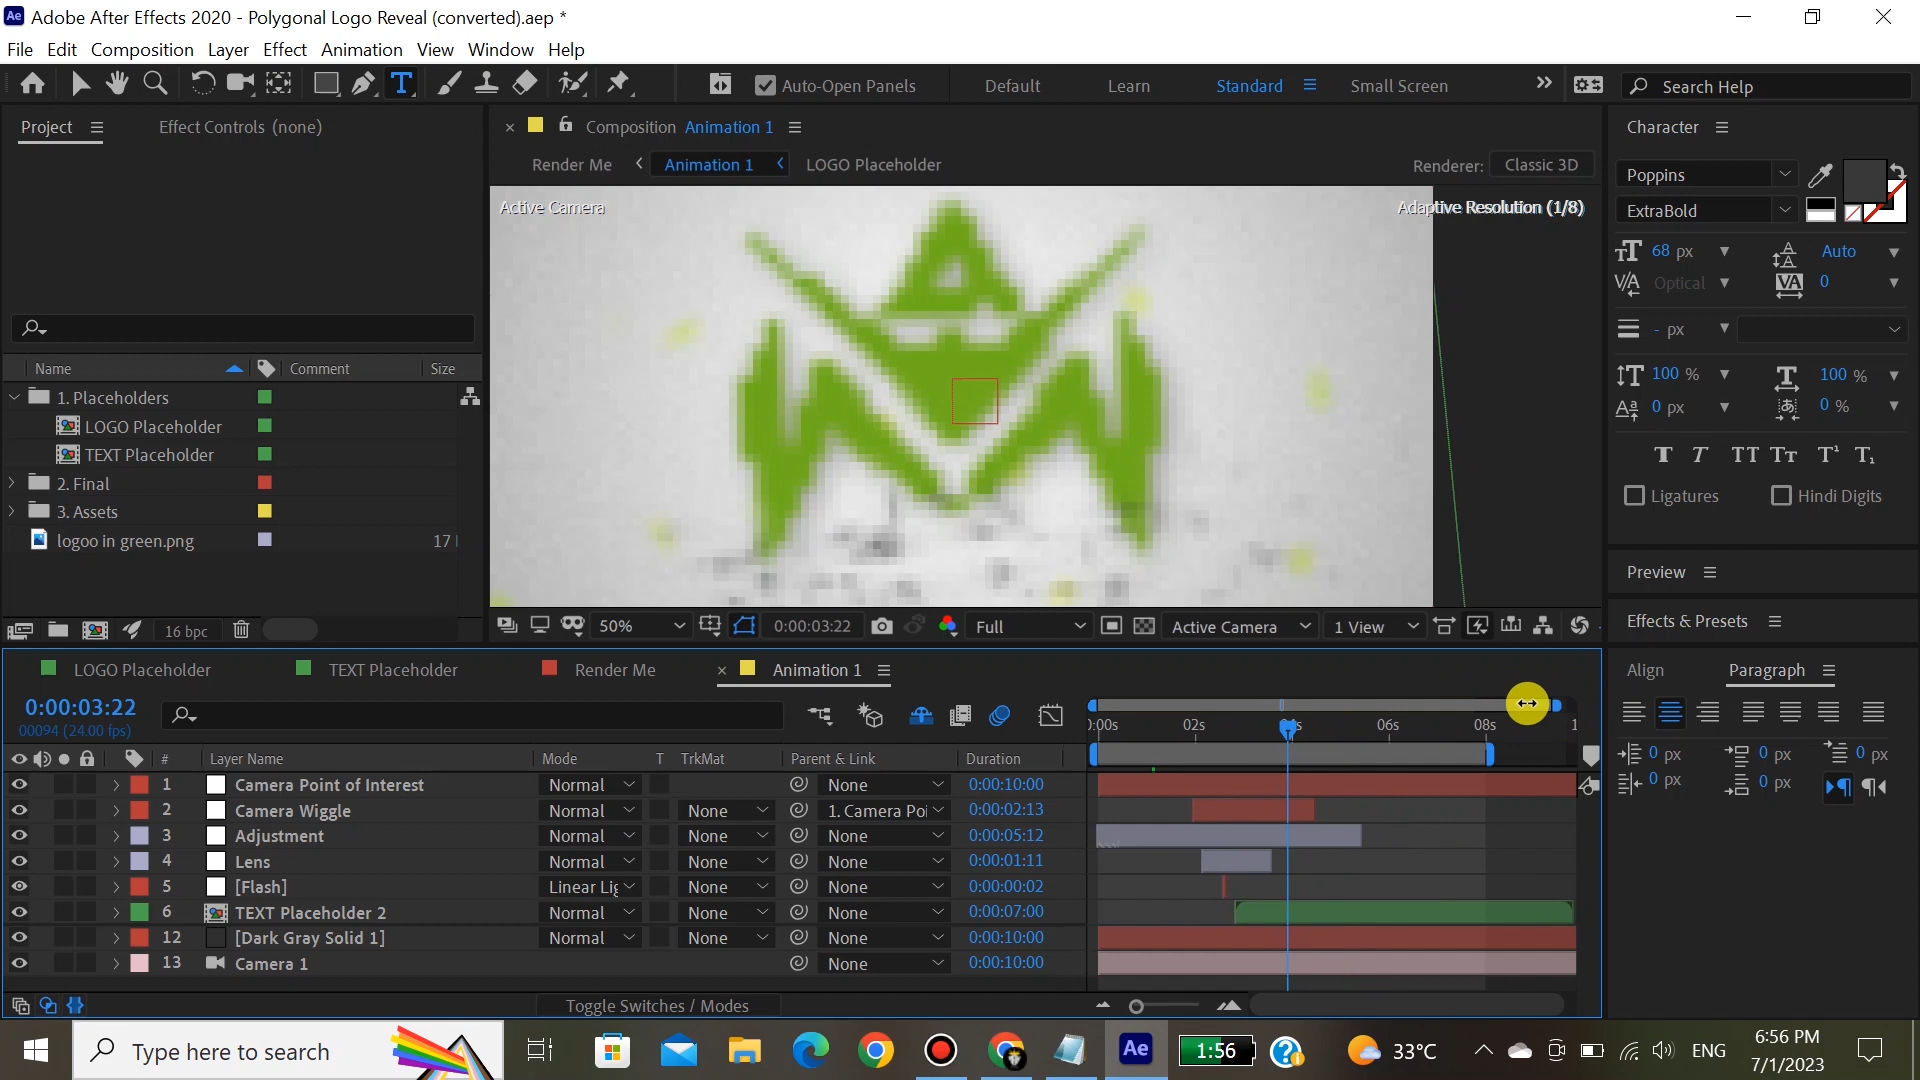 Ae Adobe After Effects 2020 - Polygonal Logo Reveal (converted).aep *
File Edit Composition Layer Effect Animation View Window Help
T Auto-Open Panels Default Learn Standard Small Screen Search Help
Project Effect Controls (none)
Composition Animation 1
Character
Render Me Animation 1 LOGO Placeholder Renderer: Classic 3D
Poppins
Active Camera Adaptive Resolution (1/8)
ExtraBold
68 px Auto
Optical 0
- px
Name Comment Size
100 % 100 %
1. Placeholders
0 px 0 %
LOGO Placeholder
TEXT Placeholder
2. Final
Ligatures Hindi Digits
3. Assets
logoo in green.png 17
Preview
Effects & Presets
16 bpc 50% 0:00:03:22 Full Active Camera 1 View
LOGO Placeholder TEXT Placeholder Render Me Animation 1
Align Paragraph
0:00:03:22
00094 (24.00 fps)
02s 06s 08s
0 px 0 px 0 px
0 px 0 px
# Layer Name Mode T TrkMat Parent & Link Duration
1 Camera Point of Interest Normal None 0:00:10:00
2 Camera Wiggle Normal None 1. Camera Poi 0:00:02:13
3 Adjustment Normal None None 0:00:05:12
4 Lens Normal None None 0:00:01:11
5 [Flash] Linear Lig None None 0:00:00:02
6 TEXT Placeholder 2 Normal None None 0:00:07:00
12 [Dark Gray Solid 1] Normal None None 0:00:10:00
13 Camera 1 None 0:00:10:00
Toggle Switches / Modes
Type here to search Ae 1:56 33°C ENG 6:56 PM
7/1/2023